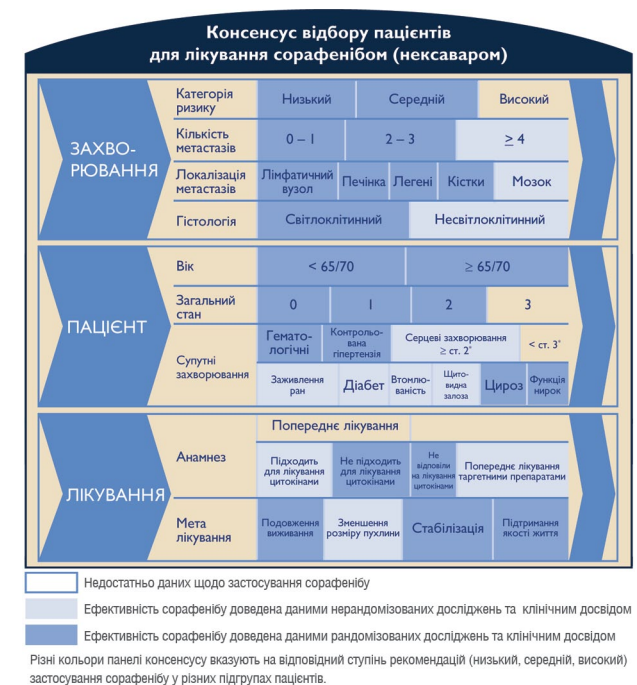 Консенсус відбору пацієнтів
для лікування сорафенібом (нексаваром)
ЗАХВО-
РЮВАННЯ
Категорія
ризику
Низький
Середній
Високий
Кількість
метастазів
0 – 1
2 – 3
≥ 4
Локалізація
метастазів
Лімфатичний
вузол
Печінка
Легені
Кістки
Мозок
Гістологія
Світлоклітинний
Несвітлоклітинний
ПАЦІЄНТ
Вік
< 65/70
≥ 65/70
Загальний
стан
0
1
2
3
Супутні
захворювання
Гемато-
логічні
Контрольо-
вана
гіпертензія
Серцеві захворювання
≥ ст. 2*
< ст. 3*
Заживлення
ран
Діабет
Втомлю-
ваність
Щито-
видна
залоза
Цироз
Функція
нирок
ЛІКУВАННЯ
Анамнез
Попереднє лікування
Підходить
для лікування
цитокінами
Не підходить
для лікування
цитокінами
Не
відповіли
на лікування
цитокінами
Попереднє лікування
таргетними препаратами
Мета
лікування
Подовження
виживання
Зменшення
розміру пухлини
Стабілізація
Підтримання
якості життя
Недостатньо даних щодо застосування сорафенібу
Ефективність сорафенібу доведена даними нерандомізованих досліджень та клінічним досвідом
Ефективність сорафенібу доведена даними рандомізованих досліджень та клінічним досвідом
Різні кольори панелі консенсусу вказують на відповідний ступінь рекомендацій (низький, середній, високий)
застосування сорафенібу у різних підгрупах пацієнтів.